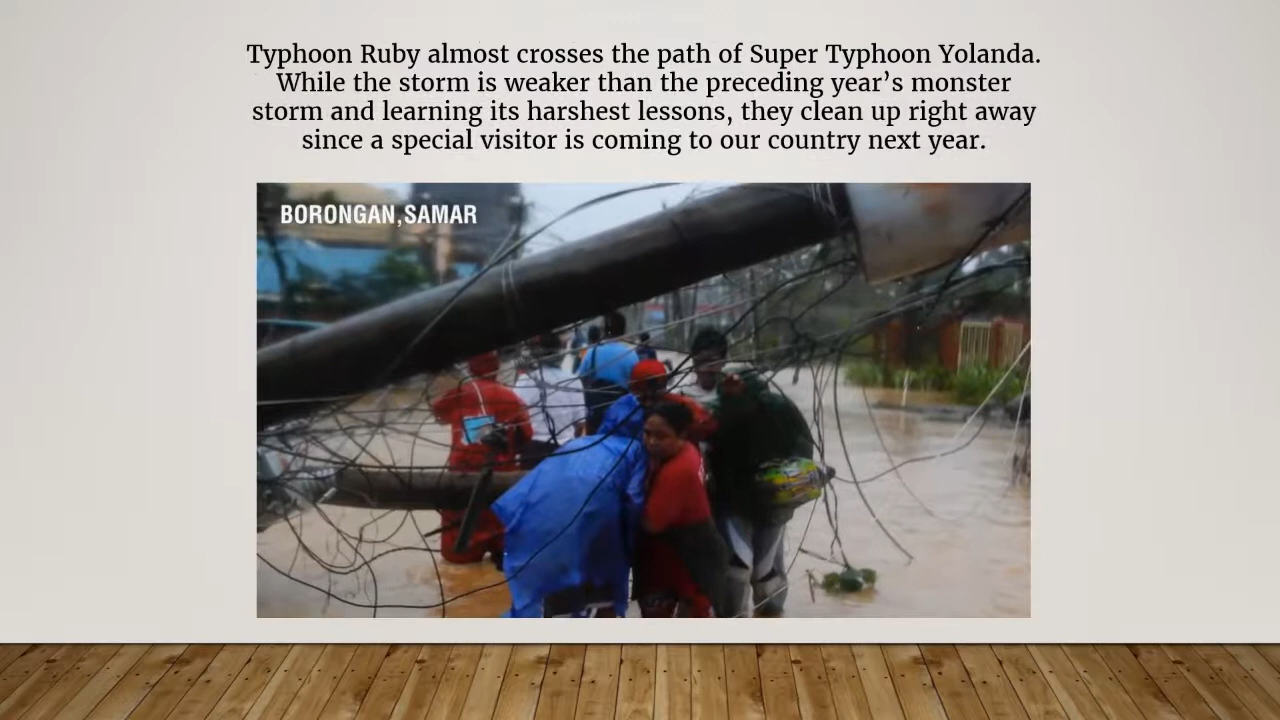 Typhoon Ruby almost crosses the path of Super Typhoon Yolanda.
While the storm is weaker than the preceding year’s monster
storm and learning its harshest lessons, they clean up right away
since a special visitor is coming to our country next year.
BORONGAN,SAMAR